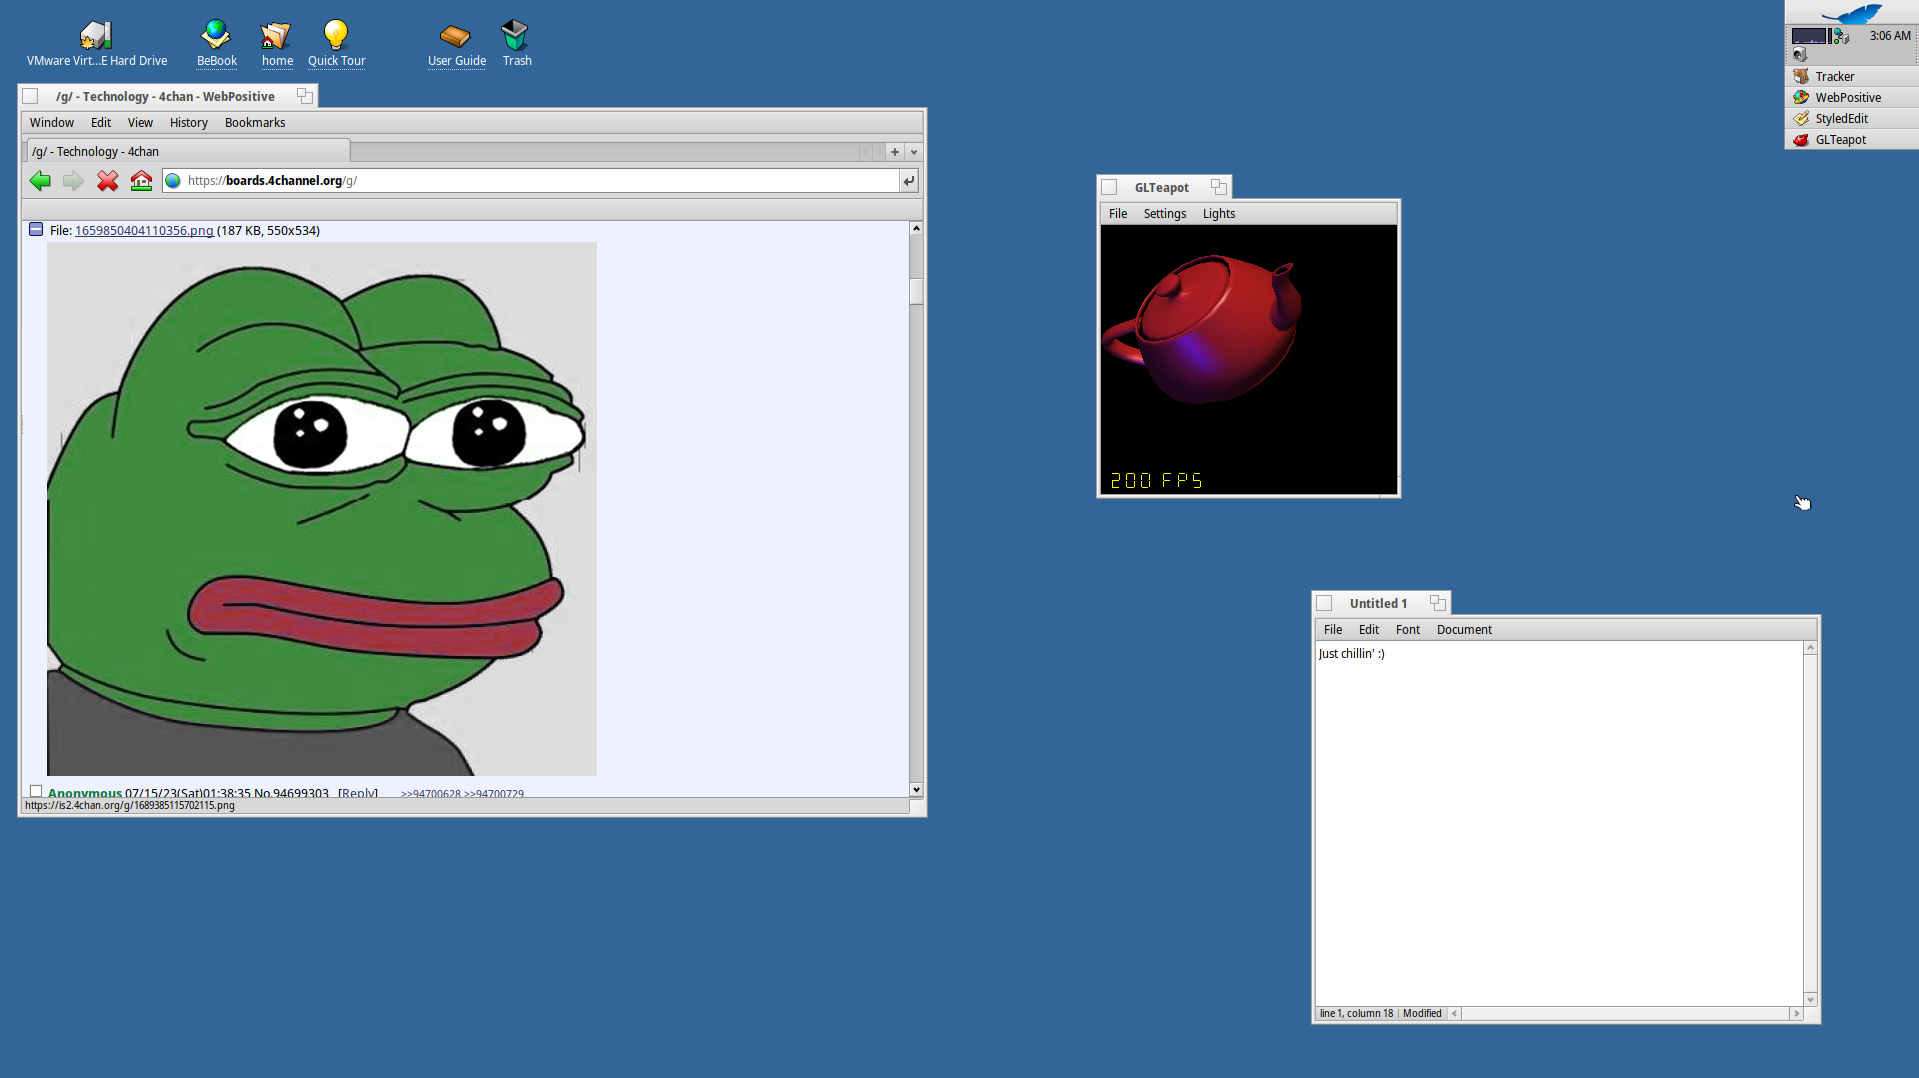 VMware Virt...E Hard Drive
BeBook
home
Quick Tour
User Guide
Trash
3:06 AM
Tracker
WebPositive
StyledEdit
GLTeapot
/g/ - Technology - 4chan - WebPositive
Window Edit View History Bookmarks
/g/ - Technology - 4chan
https://boards.4channel.org/g/
File: 1659850404110356.png (187 KB, 550x534)
Anonymous 07/15/23(Sat)01:38:35 No.94699303 [Reply] >>94700628 >>94700729
https://is2.4chan.org/g/1689385115702115.png
GLTeapot
File Settings Lights
200 FPS
Untitled 1
File Edit Font Document
Just chillin' :)
line 1, column 18 | Modified